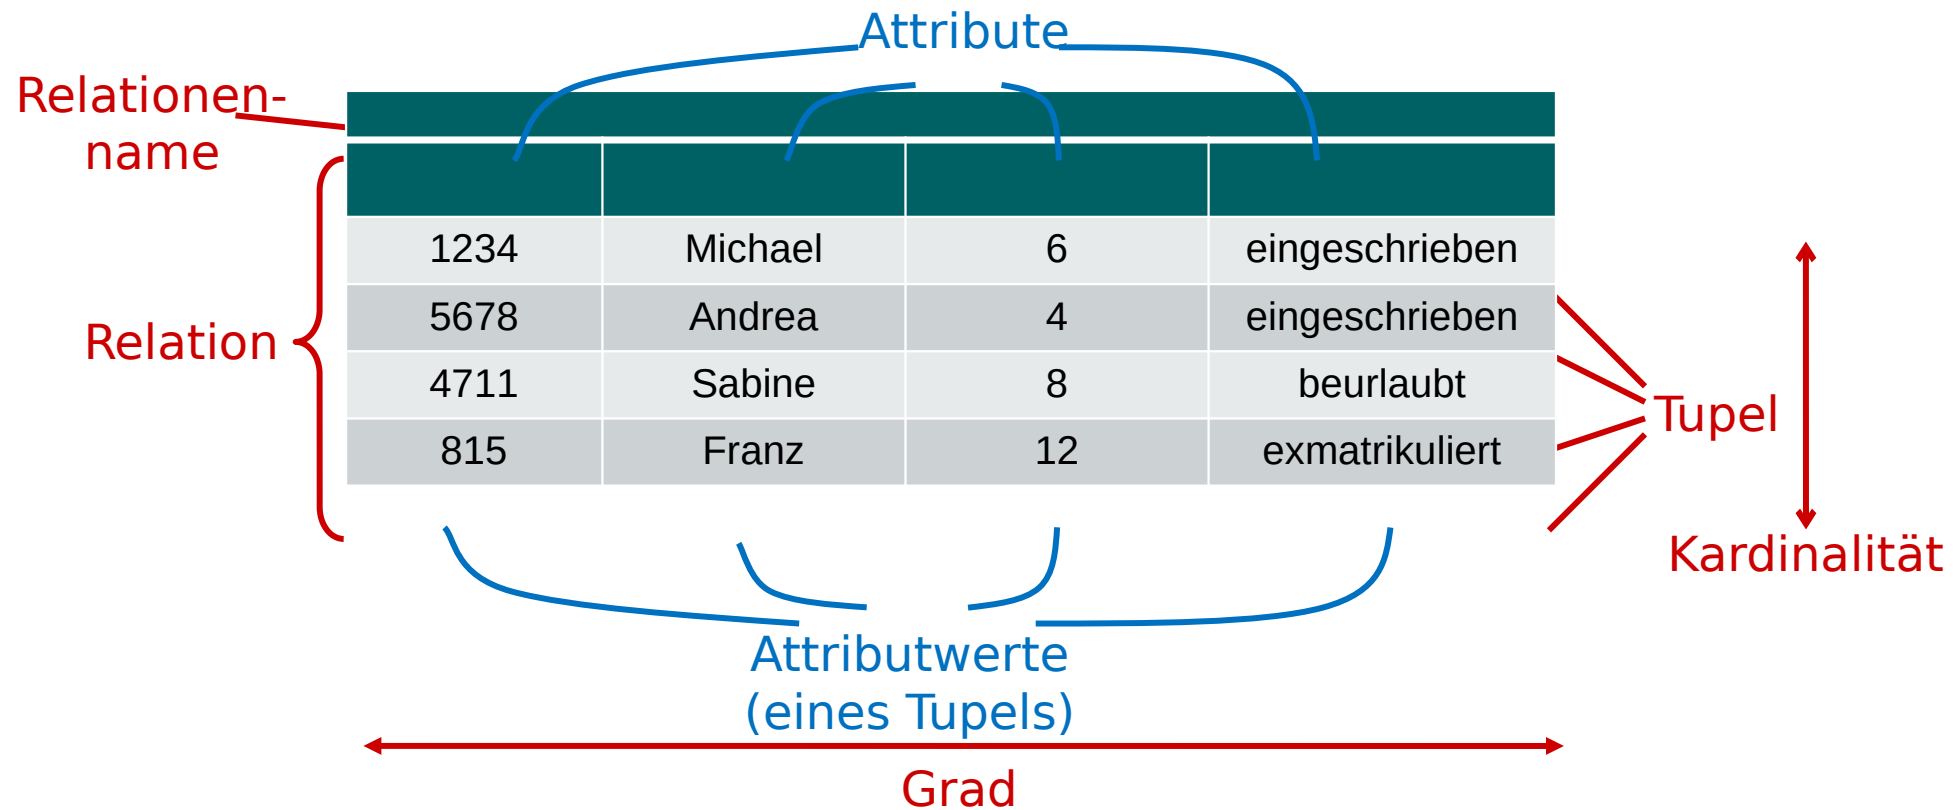 Attribute
Relationen-
name
1234 Michael 6 eingeschrieben
5678 Andrea 4 eingeschrieben
Relation
4711 Sabine 8 beurlaubt
Tupel
815 Franz 12 exmatrikuliert
Kardinalität
Attributwerte
(eines Tupels)
Grad